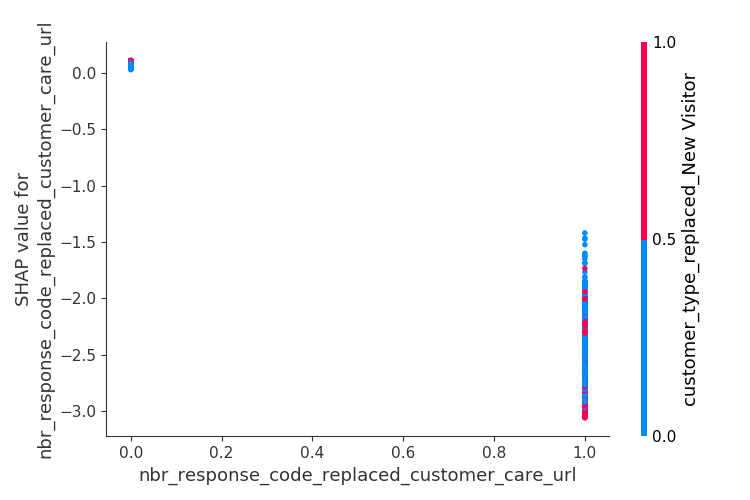 SHAP value for
nbr_response_code_replaced_customer_care_url
0.0
−0.5
−1.0
−1.5
−2.0
−2.5
−3.0
0.0 0.2 0.4 0.6 0.8 1.0
nbr_response_code_replaced_customer_care_url
1.0
0.5
0.0
customer_type_replaced_New Visitor